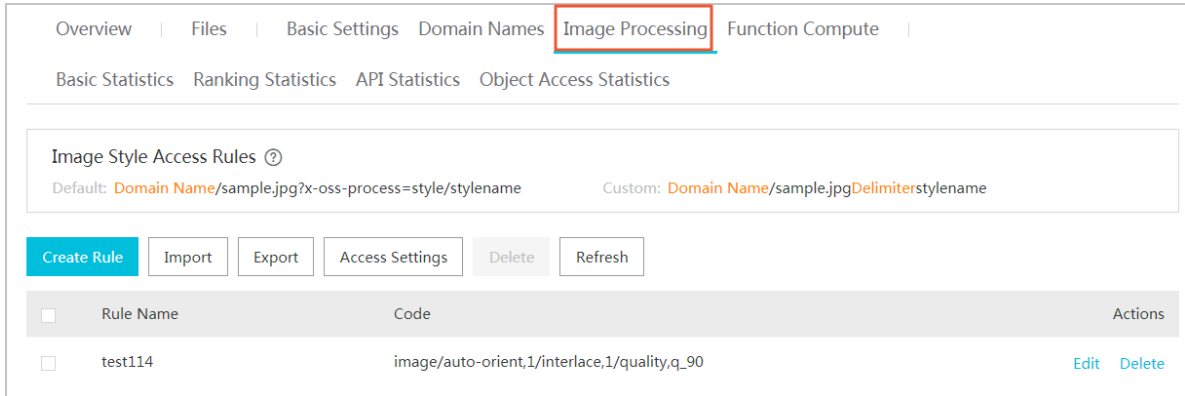 Overview | Files | Basic Settings Domain Names Image Processing Function Compute |
Basic Statistics Ranking Statistics API Statistics Object Access Statistics
Image Style Access Rules ?
Default: Domain Name/sample.jpg?x-oss-process=style/stylename Custom: Domain Name/sample.jpgDelimiterstylename
Create Rule Import Export Access Settings Delete Refresh
Rule Name Code Actions
test114 image/auto-orient,1/interlace,1/quality,q_90 Edit Delete